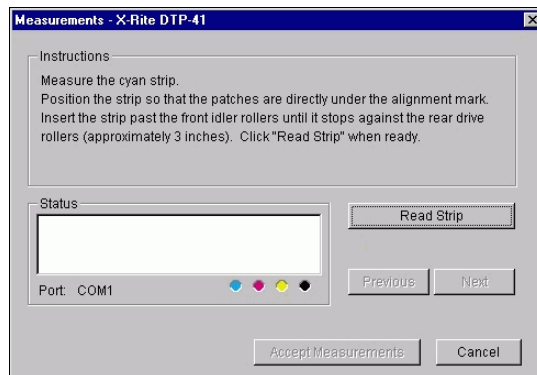 Measurements - X-Rite DTP-41
Instructions
Measure the cyan strip.
Position the strip so that the patches are directly under the alignment mark.
Insert the strip past the front idler rollers until it stops against the rear drive
rollers (approximately 3 inches). Click "Read Strip" when ready.
Status
Read Strip
Port: COM1
Previous
Next
Accept Measurements
Cancel